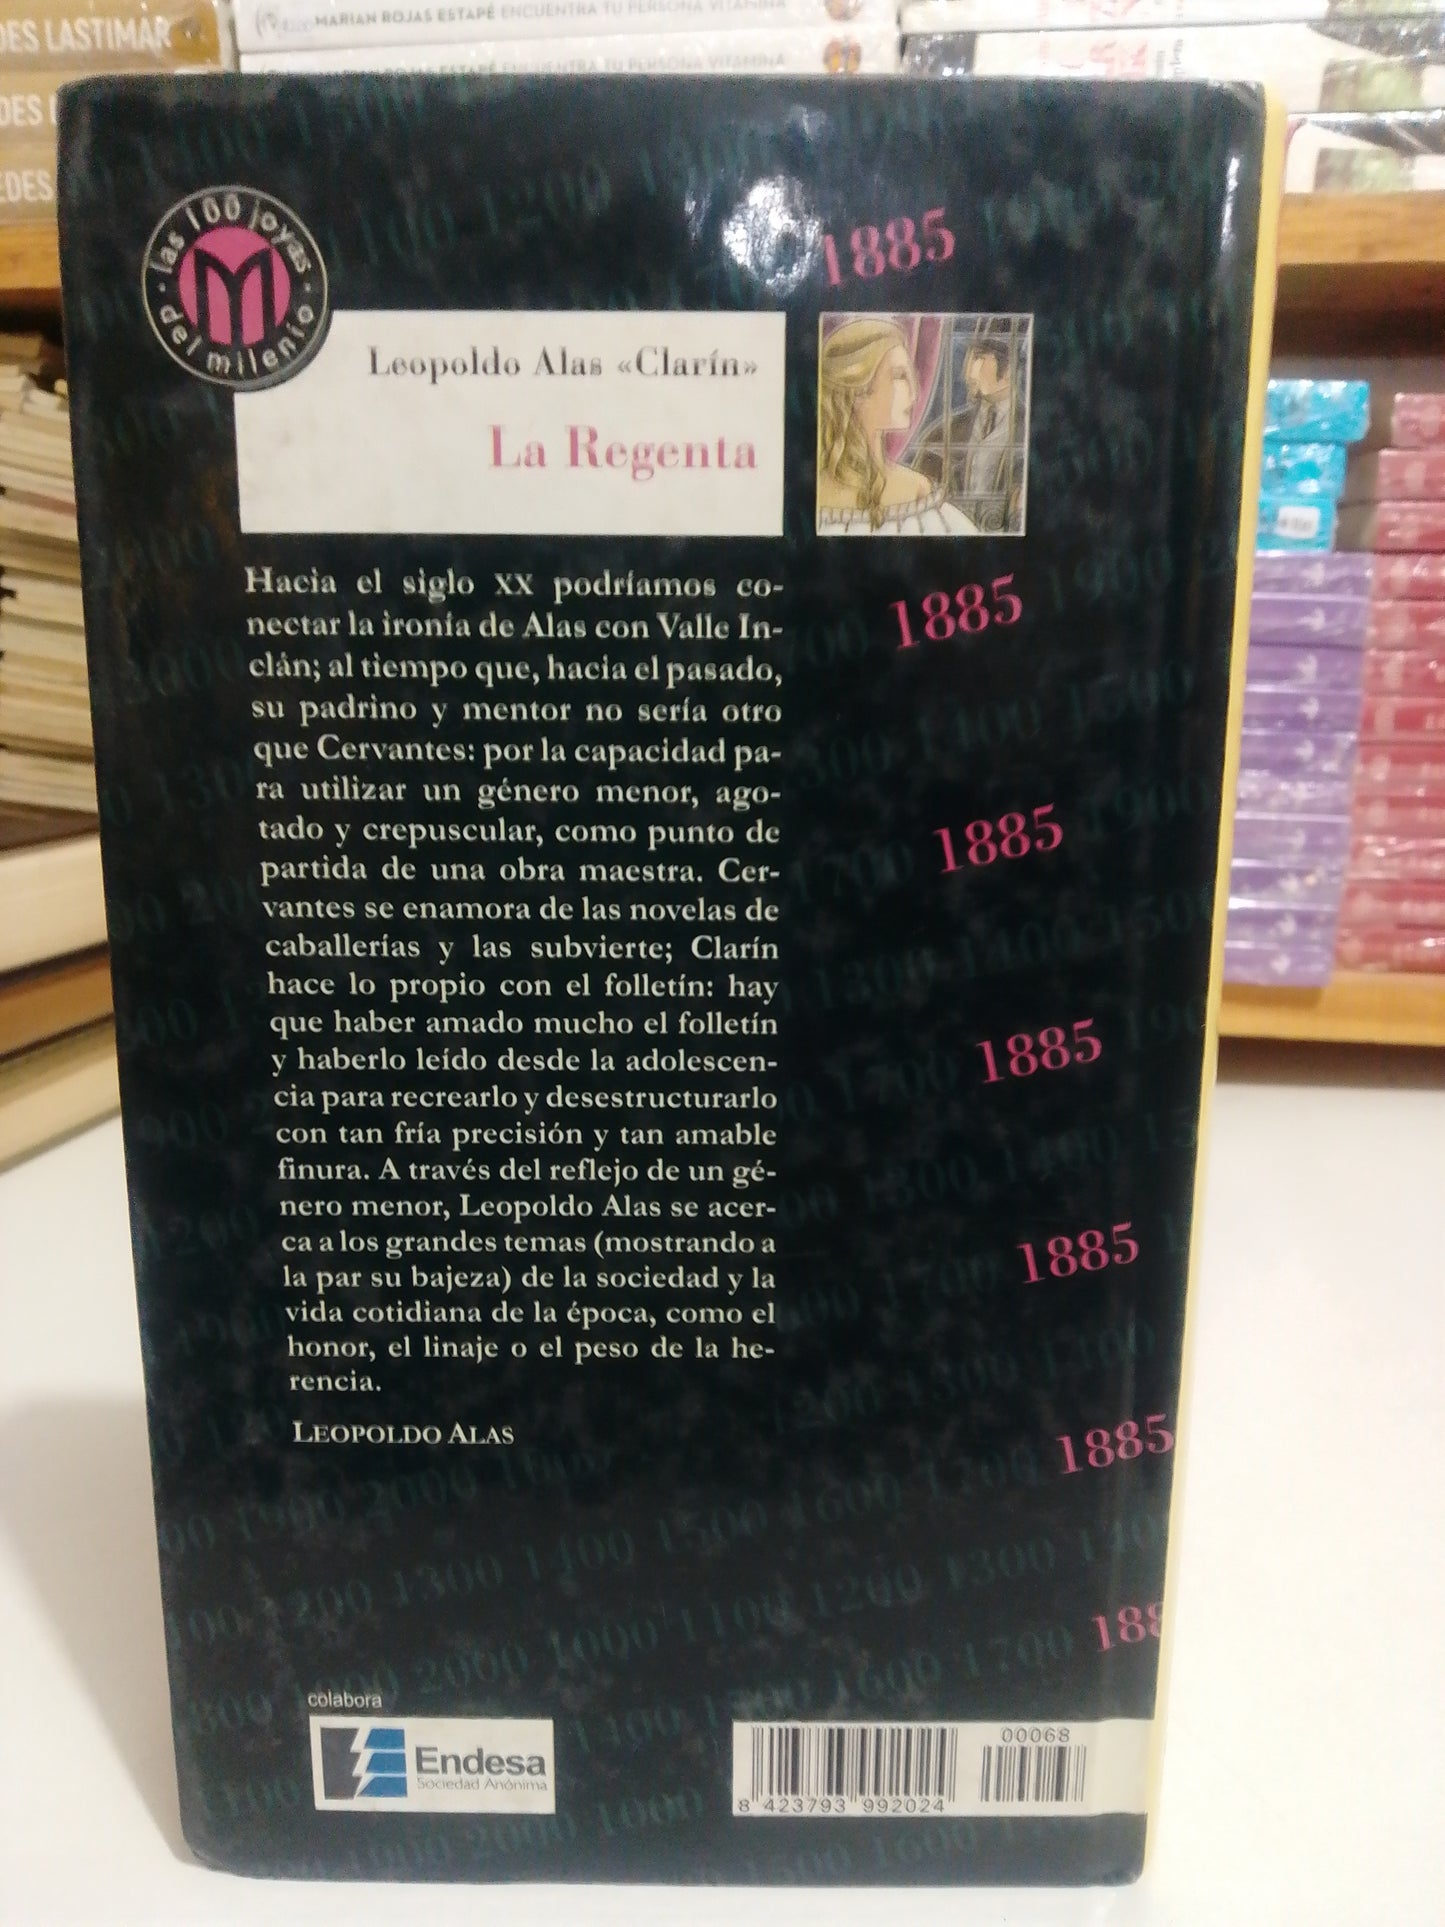 DES LASTIMAR
MARIAN ROJAS ESTAPÉ ENCUENTRA TU PERSONA VITAMINA
ESTAPÉ ENCUENTRA TU PERSONA VITAMINA
las 100 joyas
M
del milenio
Leopoldo Alas «Clarín»
La Regenta
Hacia el siglo XX podríamos co-
nectar la ironía de Alas con Valle In-
clán; al tiempo que, hacia el pasado,
su padrino y mentor no sería otro
que Cervantes: por la capacidad pa-
ra utilizar un género menor, ago-
tado y crepuscular, como punto de
partida de una obra maestra. Cer-
vantes se enamora de las novelas de
caballerías y las subvierte; Clarín
hace lo propio con el folletín: hay
que haber amado mucho el folletín
y haberlo leído desde la adolescen-
cia para recrearlo y desestructurarlo
con tan fría precisión y tan amable
finura. A través del reflejo de un gé-
nero menor, Leopoldo Alas se acer-
ca a los grandes temas (mostrando a
la par su bajeza) de la sociedad y la
vida cotidiana de la época, como el
honor, el linaje o el peso de la he-
rencia.
LEOPOLDO ALAS
1885
1885
1885
1885
1885
1885
188
colabora
Endesa
Sociedad Anónima
00068
8 423793 992024